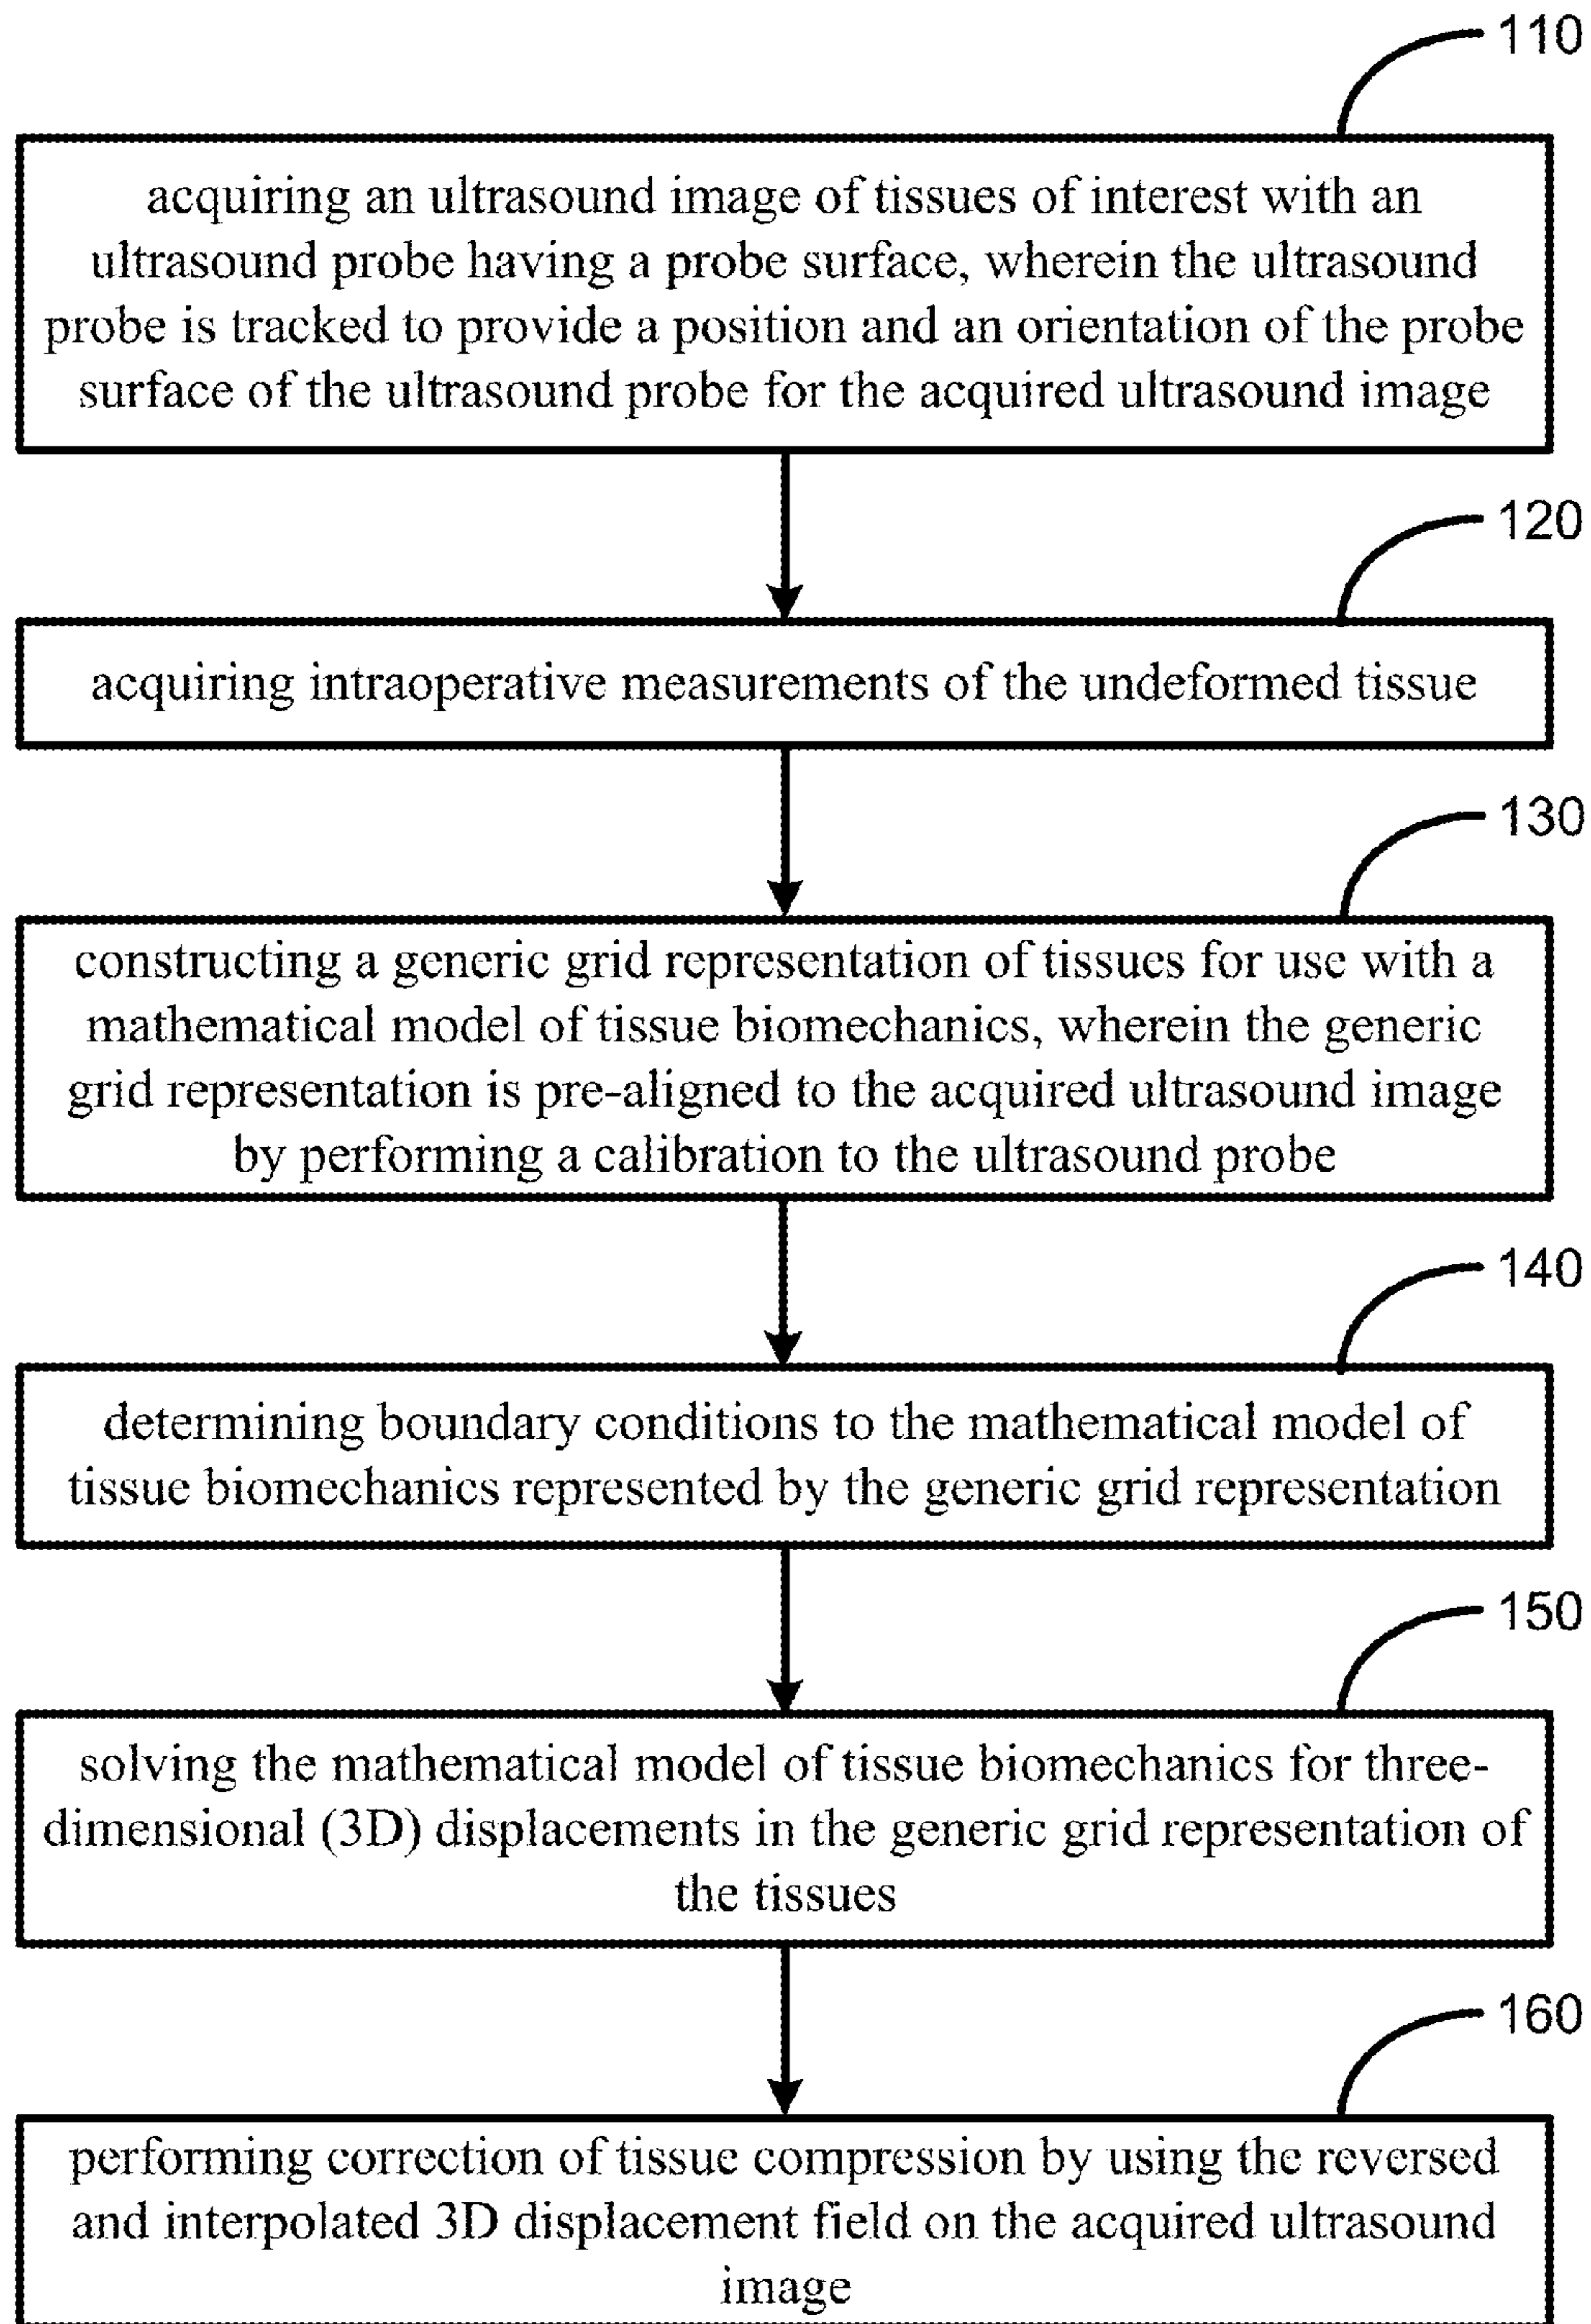 110
acquiring an ultrasound image of tissues of interest with an
ultrasound probe having a probe surface, wherein the ultrasound
probe is tracked to provide a position and an orientation of the probe
surface of the ultrasound probe for the acquired ultrasound image
120
acquiring intraoperative measurements of the undeformed tissue
130
constructing a generic grid representation of tissues for use with a
mathematical model of tissue biomechanics, wherein the generic
grid representation is pre-aligned to the acquired ultrasound image
by performing a calibration to the ultrasound probe
140
determining boundary conditions to the mathematical model of
tissue biomechanics represented by the generic grid representation
150
solving the mathematical model of tissue biomechanics for three-
dimensional (3D) displacements in the generic grid representation of
the tissues
160
performing correction of tissue compression by using the reversed
and interpolated 3D displacement field on the acquired ultrasound
image